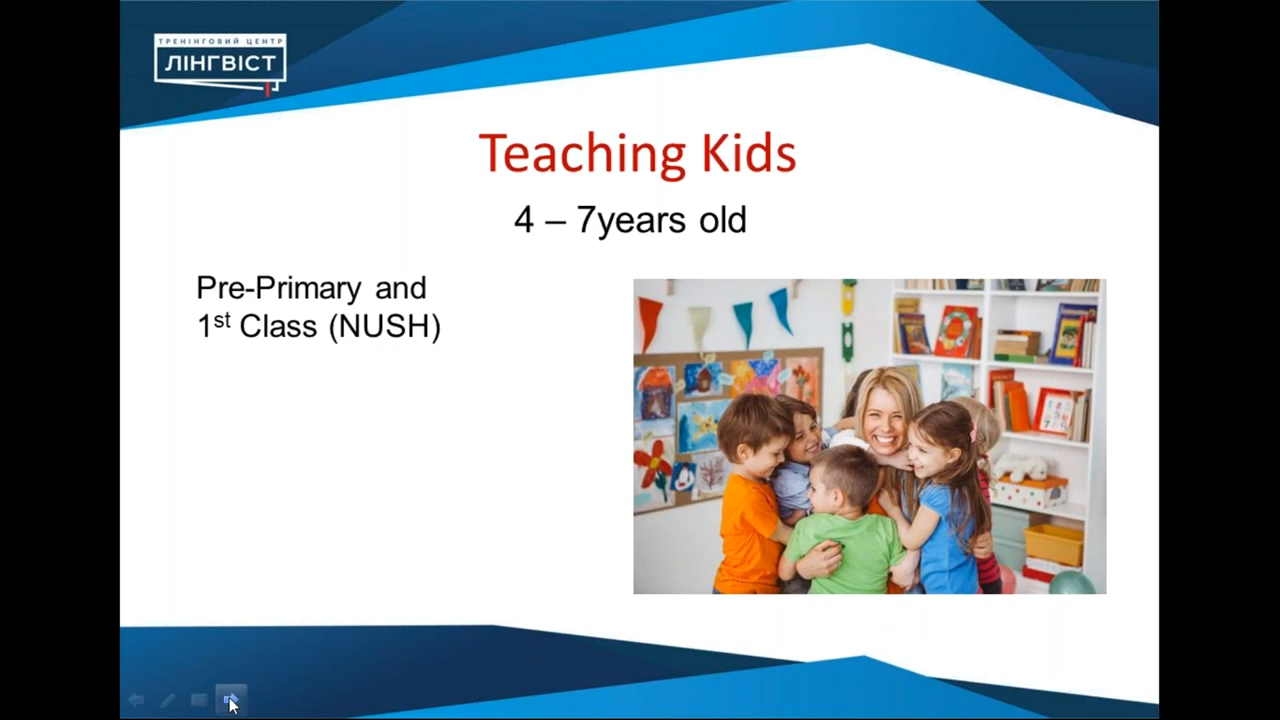 ТРЕНІНГОВИЙ ЦЕНТР
ЛІНГВІСТ
Teaching Kids
4 – 7years old
Pre-Primary and
1st Class (NUSH)